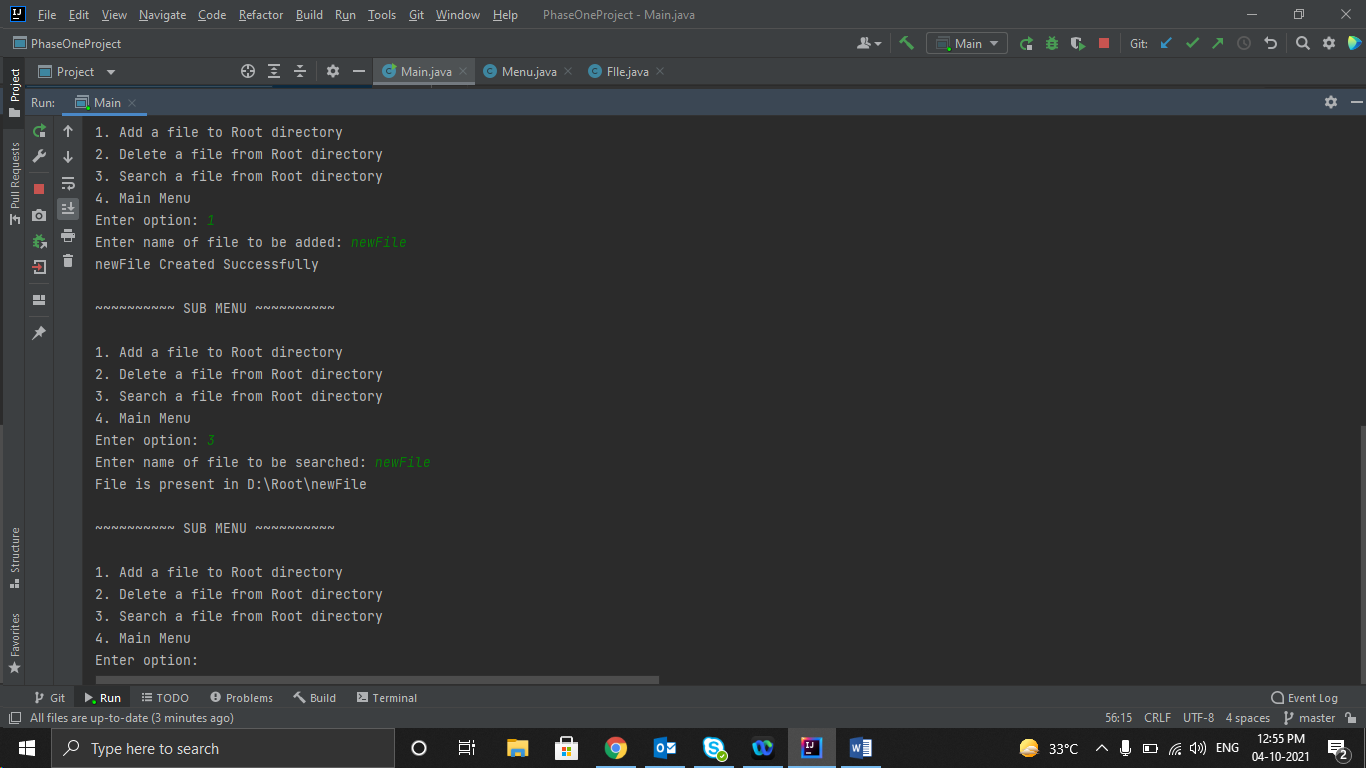 File Edit View Navigate Code Refactor Build Run Tools Git Window Help PhaseOneProject - Main.java
PhaseOneProject Main Git:
Project Main.java Menu.java FIle.java
Run: Main
Project
Pull Requests
Structure
Favorites
1. Add a file to Root directory
2. Delete a file from Root directory
3. Search a file from Root directory
4. Main Menu
Enter option: 1
Enter name of file to be added: newFile
newFile Created Successfully
~~~~~~~~~~ SUB MENU ~~~~~~~~~~
1. Add a file to Root directory
2. Delete a file from Root directory
3. Search a file from Root directory
4. Main Menu
Enter option: 3
Enter name of file to be searched: newFile
File is present in D:\Root\newFile
~~~~~~~~~~ SUB MENU ~~~~~~~~~~
1. Add a file to Root directory
2. Delete a file from Root directory
3. Search a file from Root directory
4. Main Menu
Enter option:
Git Run TODO Problems Build Terminal Event Log
All files are up-to-date (3 minutes ago) 56:15 CRLF UTF-8 4 spaces master
Type here to search 33°C ENG 12:55 PM
04-10-2021 2